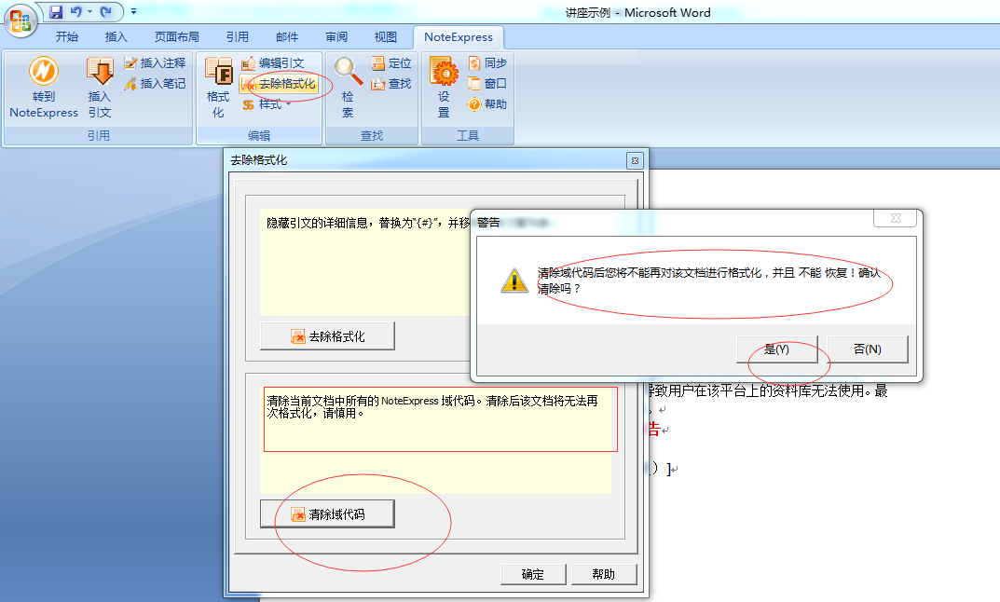 讲座示例 - Microsoft Word
开始 插入 页面布局 引用 邮件 审阅 视图 NoteExpress
转到
NoteExpress
插入
引文
插入注释
插入笔记
引用
格式
化
编辑引文
去除格式化
样式
编辑
检
索
定位
查找
查找
设
置
同步
窗口
帮助
工具
去除格式化
隐藏引文的详细信息，替换为“{#}”，并移
去除格式化
清除当前文档中所有的 NoteExpress 域代码。清除后该文档将无法再
次格式化，请慎用。
清除域代码
确定 帮助
警告
清除域代码后您将不能再对该文档进行格式化，并且 不能 恢复！确认
清除吗？
是(Y) 否(N)
导致用户在该平台上的资料库无法使用。最
。
告
）]